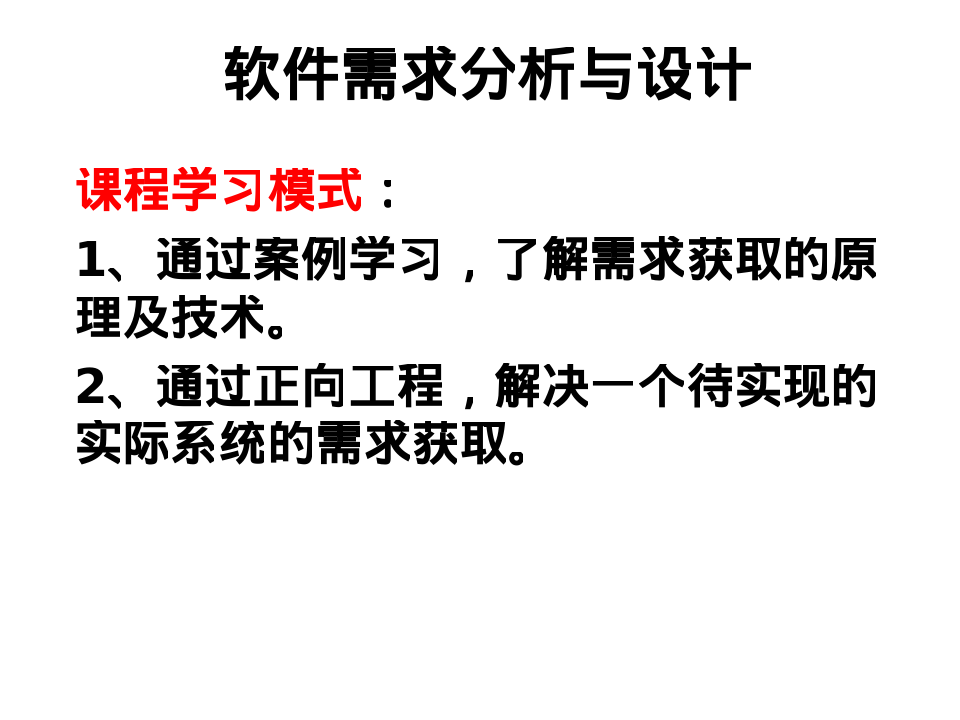 软件需求分析与设计
课程学习模式：
1、通过案例学习，了解需求获取的原
理及技术。
2、通过正向工程，解决一个待实现的
实际系统的需求获取。